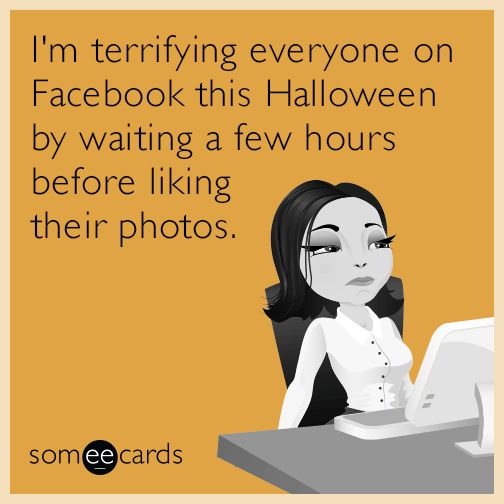 I'm terrifying everyone on
Facebook this Halloween
by waiting a few hours
before liking
their photos.
someecards